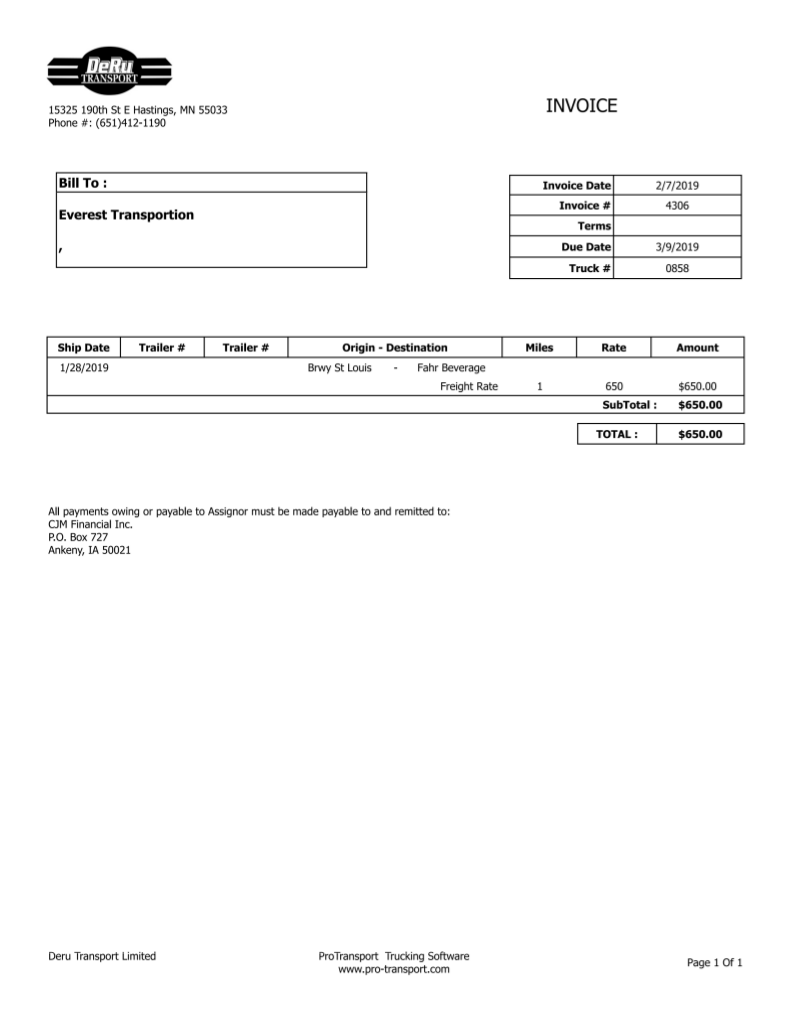 DeRu
TRANSPORT
15325 190th St E Hastings, MN 55033
Phone #: (651)412-1190
INVOICE
Bill To :
Everest Transportion
,
Invoice Date 2/7/2019
Invoice # 4306
Terms
Due Date 3/9/2019
Truck # 0858
Ship Date Trailer # Trailer # Origin - Destination Miles Rate Amount
1/28/2019 Brwy St Louis - Fahr Beverage
Freight Rate 1 650 $650.00
SubTotal : $650.00
TOTAL : $650.00
All payments owing or payable to Assignor must be made payable to and remitted to:
CJM Financial Inc.
P.O. Box 727
Ankeny, IA 50021
Deru Transport Limited
ProTransport Trucking Software
www.pro-transport.com
Page 1 Of 1